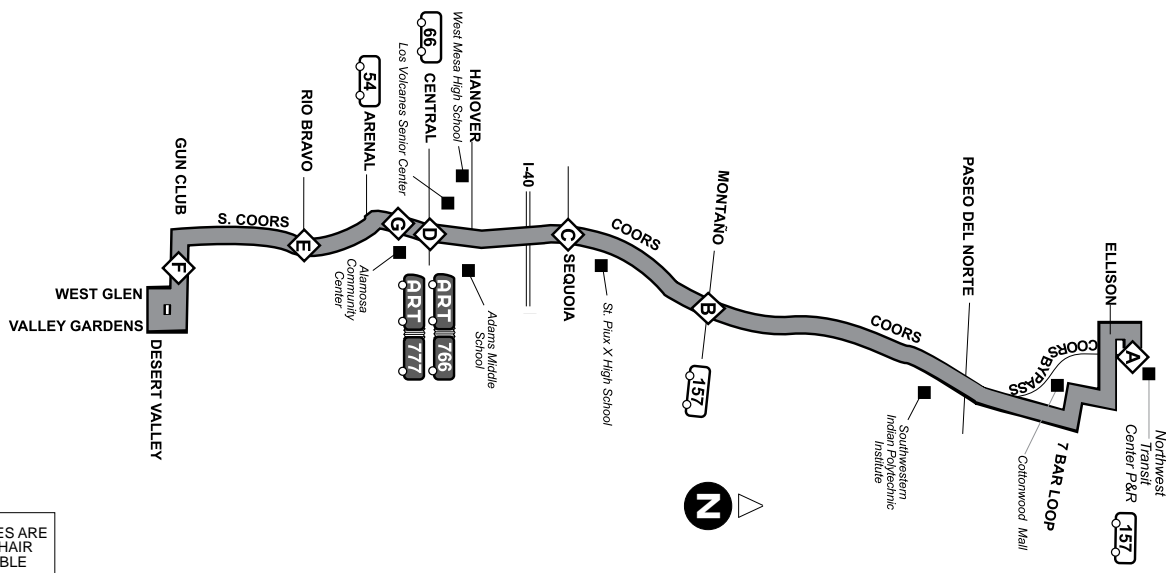 Northwest
Transit
Center P&R
157
A
ELLISON
COORS BYPASS
7 BAR LOOP
Cottonwood Mall
PASEO DEL NORTE
Southwestern
Indian Polytechnic
Institute
COORS
MONTAÑO
B
157
N
St. Piux X High School
COORS
C
SEQUOIA
I-40
HANOVER
West Mesa High School
Adams Middle
School
66
CENTRAL
D
ART 766
ART 777
Los Volcanes Senior Center
G
Alamosa
Community
Center
54
ARENAL
RIO BRAVO
E
S. COORS
GUN CLUB
F
WEST GLEN
VALLEY GARDENS
DESERT VALLEY
ES ARE
HAIR
BLE